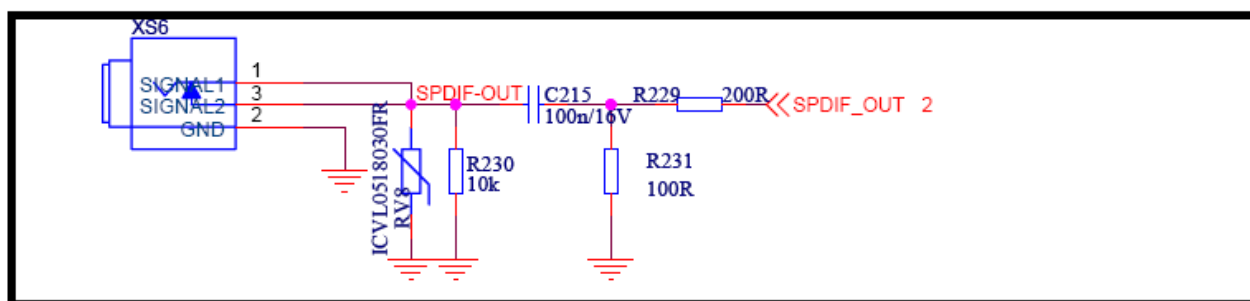 XS6
SIGNAL1 1
SIGNAL2 3
GND 2
SPDIF-OUT
C215
100n/16V
R229 200R
SPDIF_OUT 2
ICVL0518030FR
RV8
R230
10k
R231
100R